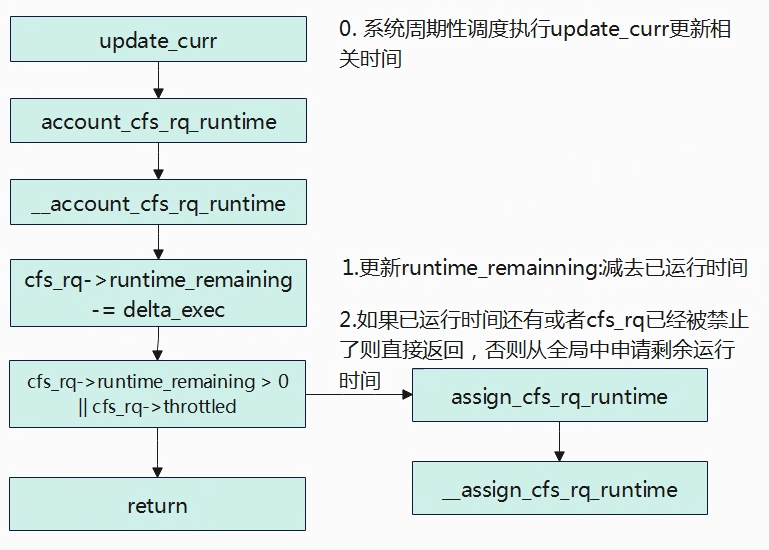 update_curr
0. 系统周期性调度执行update_curr更新相
关时间
account_cfs_rq_runtime
__account_cfs_rq_runtime
cfs_rq->runtime_remaining
-= delta_exec
1.更新runtime_remainning:减去已运行时间
2.如果已运行时间还有或者cfs_rq已经被禁止
了则直接返回，否则从全局中申请剩余运行
时间
cfs_rq->runtime_remaining > 0
|| cfs_rq->throttled
assign_cfs_rq_runtime
__assign_cfs_rq_runtime
return